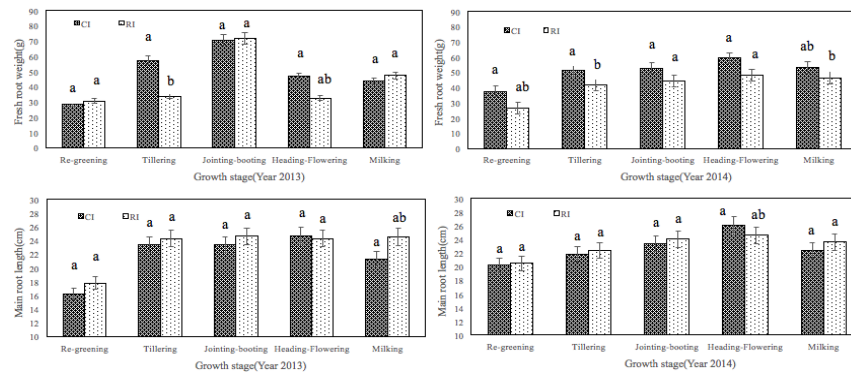 90
80
70
60
50
40
30
20
10
0
Fresh root weight(g)
CI RI
a a
a b
a a
a ab
a a
Re-greening Tillering Jointing-booting Heading-Flowering Milking
Growth stage(Year 2013)
90
80
70
60
50
40
30
20
10
0
Fresh root weight(g)
CI RI
a ab
a b
a a
a a
ab b
Re-greening Tillering Jointing-booting Heading-Flowering Milking
Growth stage(Year 2014)
26
24
22
20
18
16
14
12
10
Main root length(cm)
CI RI
a a
a a
a a
a a
a ab
Re-greening Tillering Jointing-booting Heading-Flowering Milking
Growth stage(Year 2013)
28
26
24
22
20
18
16
14
12
10
Main root length(cm)
CI RI
a a
a a
a a
a ab
a a
Re-greening Tillering Jointing-booting Heading-Flowering Milking
Growth stage(Year 2014)